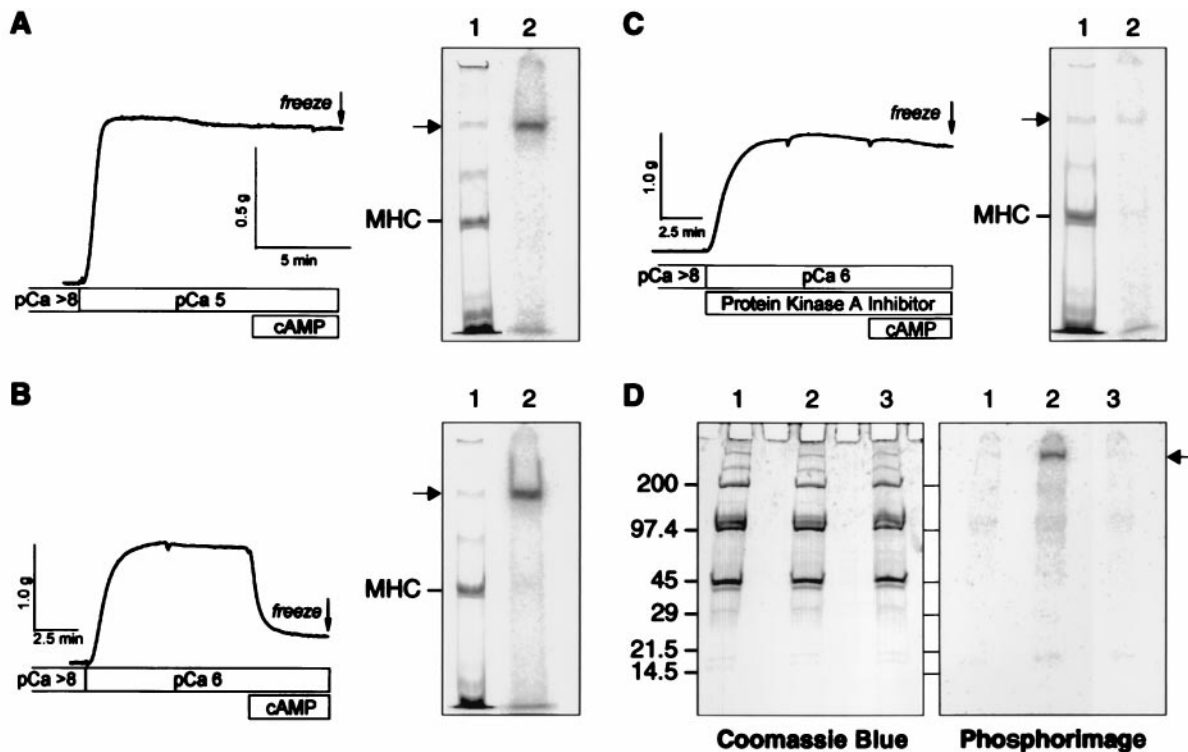 A
1 2
freeze
0.5 g
5 min
MHC
pCa >8 pCa 5
cAMP
B
1 2
freeze
1.0 g
2.5 min
MHC
pCa >8 pCa 6
cAMP
C
1 2
freeze
1.0 g
2.5 min
MHC
pCa >8 pCa 6
Protein Kinase A Inhibitor
cAMP
D
1 2 3 1 2 3
200
97.4
45
29
21.5
14.5
Coomassie Blue Phosphorimage